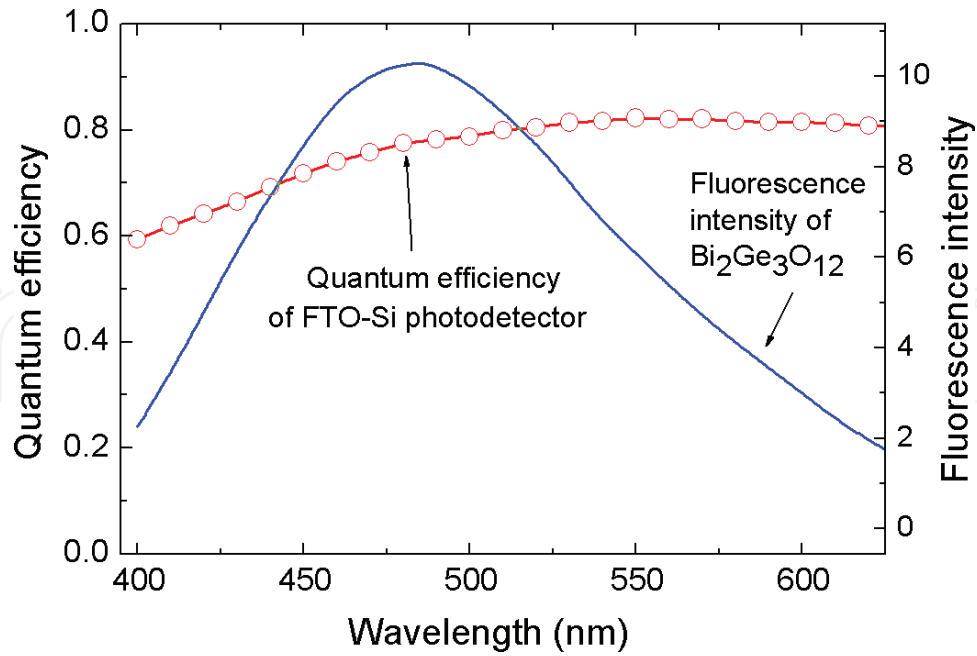 1.0
0.8
0.6
0.4
0.2
0.0
Quantum efficiency
10
8
6
4
2
0
Fluorescence intensity
Quantum efficiency
of FTO-Si photodetector
Fluorescence
intensity of
Bi₂Ge₃O₁₂
400 450 500 550 600
Wavelength (nm)